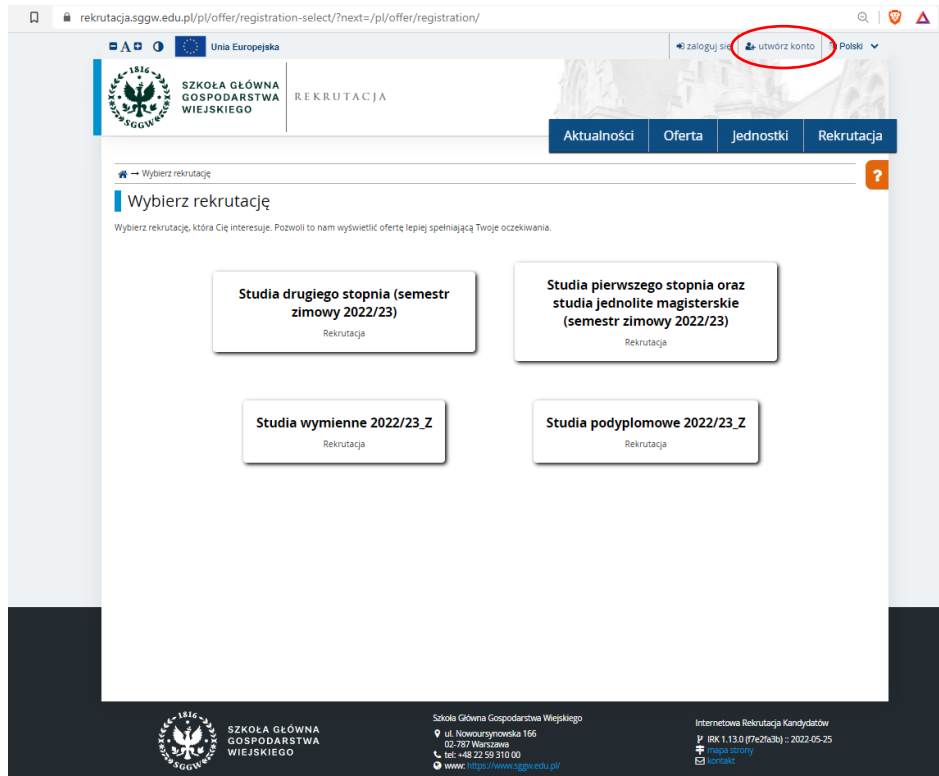 rekrutacja.sggw.edu.pl/pl/offer/registration-select/?next=/pl/offer/registration/
A
Unia Europejska
zaloguj się
utwórz konto
Polski
1816
SGGW
SZKOŁA GŁÓWNA
GOSPODARSTWA
WIEJSKIEGO
REKRUTACJA
Aktualności
Oferta
Jednostki
Rekrutacja
→ Wybierz rekrutację
?
Wybierz rekrutację
Wybierz rekrutację, która Cię interesuje. Pozwoli to nam wyświetlić ofertę lepiej spełniającą Twoje oczekiwania.
Studia drugiego stopnia (semestr
zimowy 2022/23)
Rekrutacja
Studia pierwszego stopnia oraz
studia jednolite magisterskie
(semestr zimowy 2022/23)
Rekrutacja
Studia wymienne 2022/23_Z
Rekrutacja
Studia podyplomowe 2022/23_Z
Rekrutacja
1816
SGGW
SZKOŁA GŁÓWNA
GOSPODARSTWA
WIEJSKIEGO
Szkoła Główna Gospodarstwa Wiejskiego
ul. Nowoursynowska 166
02-787 Warszawa
tel: +48 22 59 310 00
www: https://www.sggw.edu.pl/
Internetowa Rekrutacja Kandydatów
IRK 1.13.0 (f7e2fa3b) :: 2022-05-25
mapa strony
kontakt